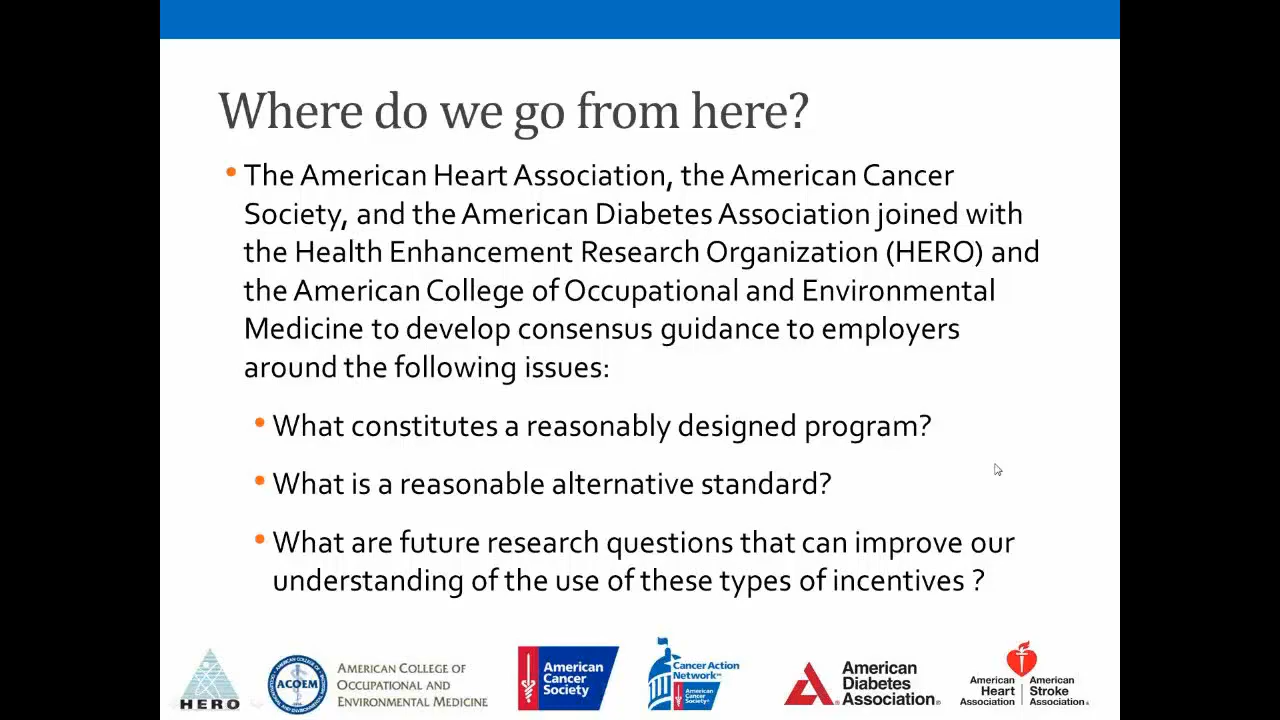 Where do we go from here?
• The American Heart Association, the American Cancer
Society, and the American Diabetes Association joined with
the Health Enhancement Research Organization (HERO) and
the American College of Occupational and Environmental
Medicine to develop consensus guidance to employers
around the following issues:
• What constitutes a reasonably designed program?
• What is a reasonable alternative standard?
• What are future research questions that can improve our
understanding of the use of these types of incentives ?
HERO
ACOEM
AMERICAN COLLEGE OF
OCCUPATIONAL AND
ENVIRONMENTAL MEDICINE
American
Cancer
Society
Cancer Action
Network℠
American
Cancer
Society®
American
Diabetes
Association®
American
Heart
Association
American
Stroke
Association®